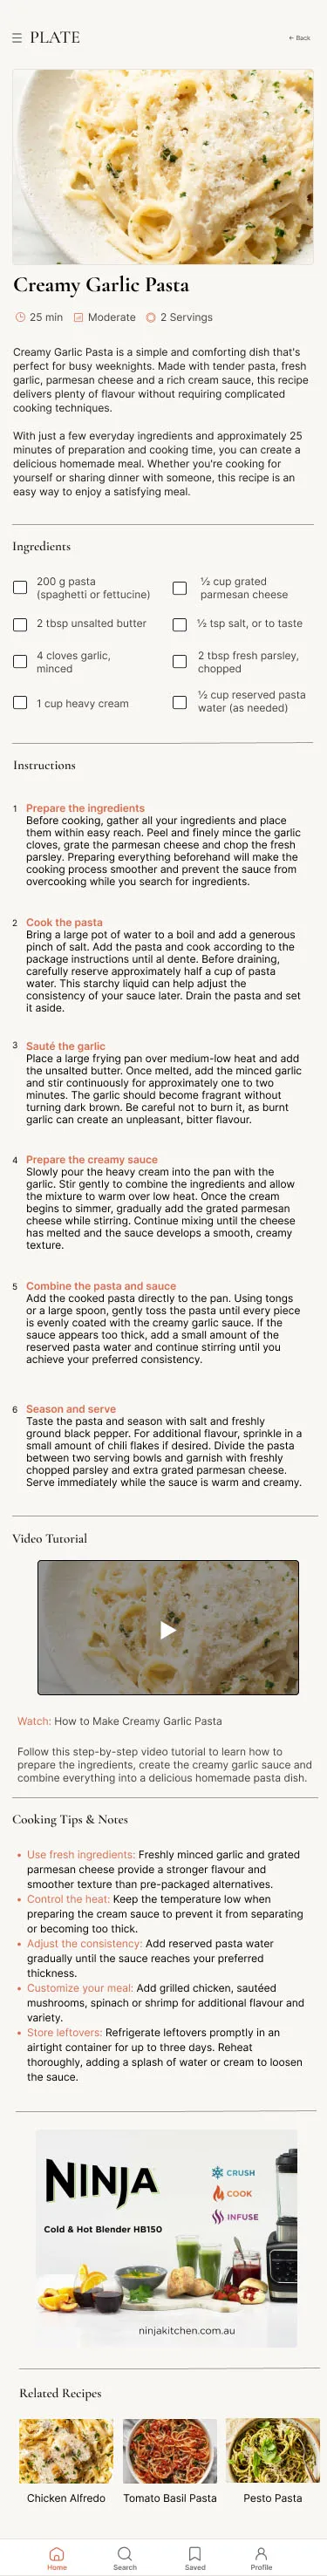 PLATE
← Back
Creamy Garlic Pasta
25 min Moderate 2 Servings
Creamy Garlic Pasta is a simple and comforting dish that's
perfect for busy weeknights. Made with tender pasta, fresh
garlic, parmesan cheese and a rich cream sauce, this recipe
delivers plenty of flavour without requiring complicated
cooking techniques.
With just a few everyday ingredients and approximately 25
minutes of preparation and cooking time, you can create a
delicious homemade meal. Whether you're cooking for
yourself or sharing dinner with someone, this recipe is an
easy way to enjoy a satisfying meal.
Ingredients
200 g pasta
(spaghetti or fettucine)
½ cup grated
parmesan cheese
2 tbsp unsalted butter
½ tsp salt, or to taste
4 cloves garlic,
minced
2 tbsp fresh parsley,
chopped
1 cup heavy cream
½ cup reserved pasta
water (as needed)
Instructions
1 Prepare the ingredients
Before cooking, gather all your ingredients and place
them within easy reach. Peel and finely mince the garlic
cloves, grate the parmesan cheese and chop the fresh
parsley. Preparing everything beforehand will make the
cooking process smoother and prevent the sauce from
overcooking while you search for ingredients.
2 Cook the pasta
Bring a large pot of water to a boil and add a generous
pinch of salt. Add the pasta and cook according to the
package instructions until al dente. Before draining,
carefully reserve approximately half a cup of pasta
water. This starchy liquid can help adjust the
consistency of your sauce later. Drain the pasta and set
it aside.
3 Sauté the garlic
Place a large frying pan over medium-low heat and add
the unsalted butter. Once melted, add the minced garlic
and stir continuously for approximately one to two
minutes. The garlic should become fragrant without
turning dark brown. Be careful not to burn it, as burnt
garlic can create an unpleasant, bitter flavour.
4 Prepare the creamy sauce
Slowly pour the heavy cream into the pan with the
garlic. Stir gently to combine the ingredients and allow
the mixture to warm over low heat. Once the cream
begins to simmer, gradually add the grated parmesan
cheese while stirring. Continue mixing until the cheese
has melted and the sauce develops a smooth, creamy
texture.
5 Combine the pasta and sauce
Add the cooked pasta directly to the pan. Using tongs
or a large spoon, gently toss the pasta until every piece
is evenly coated with the creamy garlic sauce. If the
sauce appears too thick, add a small amount of the
reserved pasta water and continue stirring until you
achieve your preferred consistency.
6 Season and serve
Taste the pasta and season with salt and freshly
ground black pepper. For additional flavour, sprinkle in a
small amount of chili flakes if desired. Divide the pasta
between two serving bowls and garnish with freshly
chopped parsley and extra grated parmesan cheese.
Serve immediately while the sauce is warm and creamy.
Video Tutorial
Watch: How to Make Creamy Garlic Pasta
Follow this step-by-step video tutorial to learn how to
prepare the ingredients, create the creamy garlic sauce and
combine everything into a delicious homemade pasta dish.
Cooking Tips & Notes
• Use fresh ingredients: Freshly minced garlic and grated
parmesan cheese provide a stronger flavour and
smoother texture than pre-packaged alternatives.
• Control the heat: Keep the temperature low when
preparing the cream sauce to prevent it from separating
or becoming too thick.
• Adjust the consistency: Add reserved pasta water
gradually until the sauce reaches your preferred
thickness.
• Customize your meal: Add grilled chicken, sautéed
mushrooms, spinach or shrimp for additional flavour and
variety.
• Store leftovers: Refrigerate leftovers promptly in an
airtight container for up to three days. Reheat
thoroughly, adding a splash of water or cream to loosen
the sauce.
NINJA
Cold & Hot Blender HB150
CRUSH
COOK
INFUSE
ninjakitchen.com.au
Related Recipes
Chicken Alfredo Tomato Basil Pasta Pesto Pasta
Home Search Saved Profile